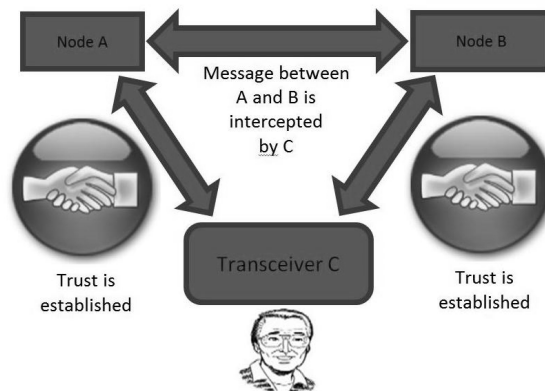 Node A
Node B
Message between
A and B is
intercepted
by C
Trust is
established
Transceiver C
Trust is
established